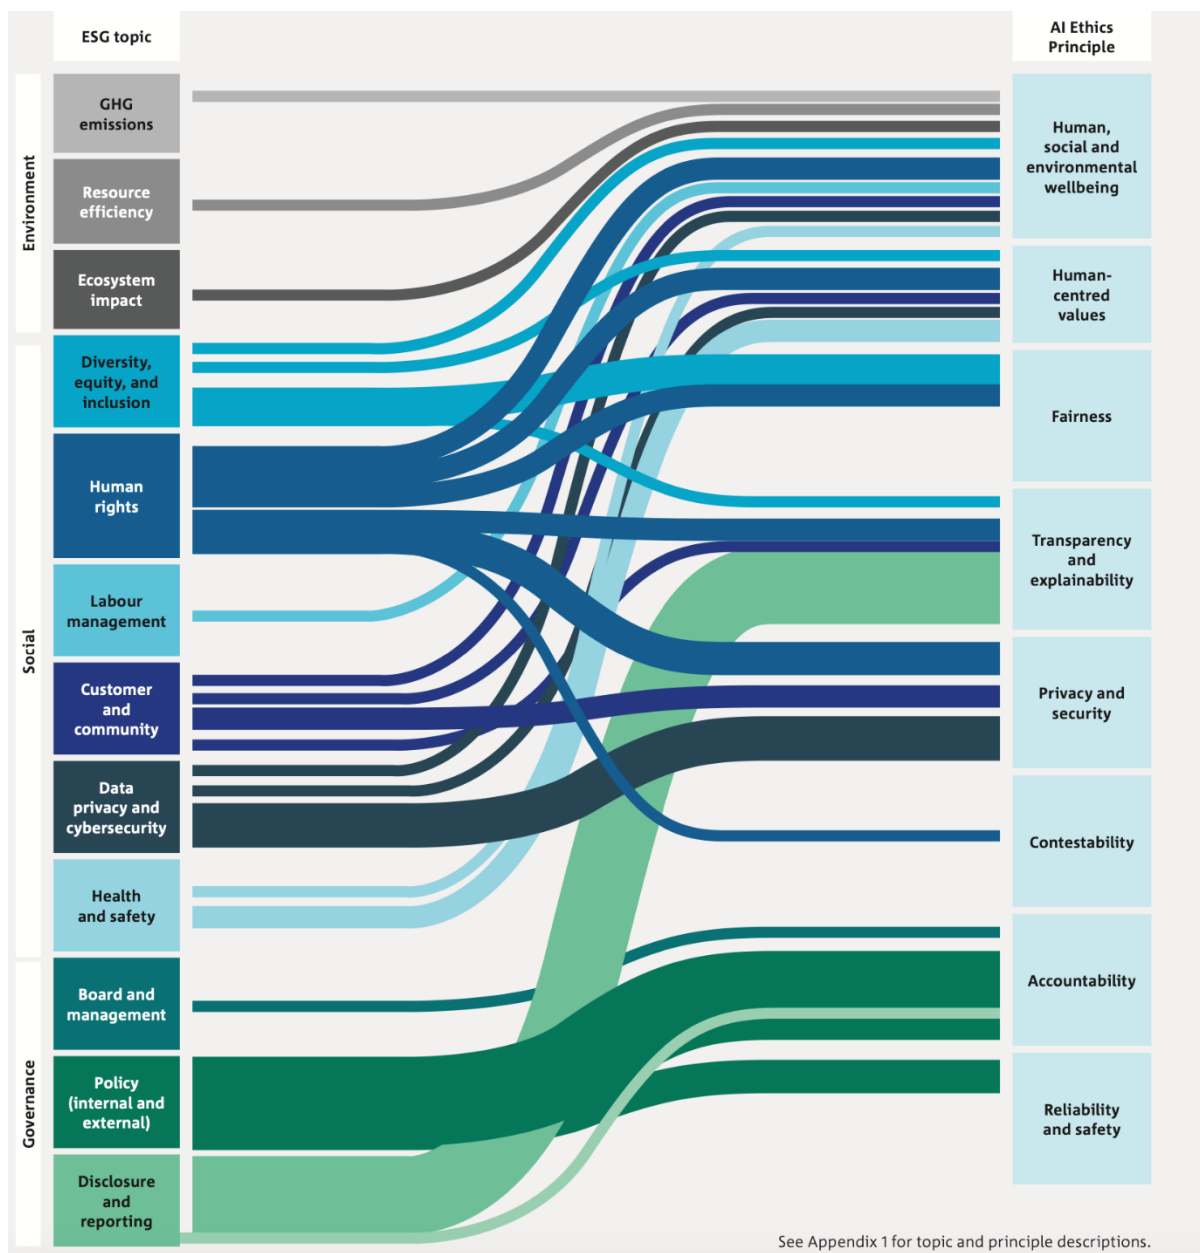 ESG topic
AI Ethics
Principle
Environment
GHG
emissions
Resource
efficiency
Ecosystem
impact
Social
Diversity,
equity, and
inclusion
Human
rights
Labour
management
Customer
and
community
Data
privacy and
cybersecurity
Health
and safety
Governance
Board and
management
Policy
(internal and
external)
Disclosure
and
reporting
Human,
social and
environmental
wellbeing
Human-
centred
values
Fairness
Transparency
and
explainability
Privacy and
security
Contestability
Accountability
Reliability
and safety
See Appendix 1 for topic and principle descriptions.